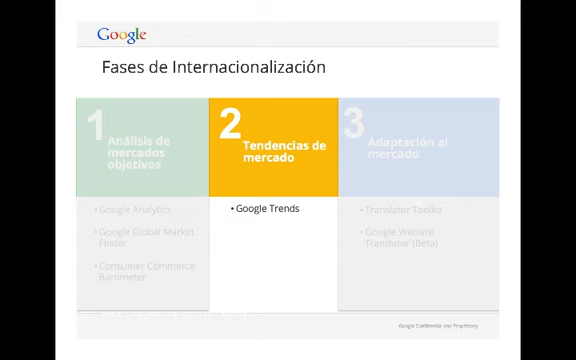 Google
Fases de Internacionalización
1
Análisis de
mercados
objetivos
• Google Analytics
• Google Global Market
Finder
• Consumer Commerce
Barometer
2
Tendencias de
mercado
• Google Trends
3
Adaptación al
mercado
• Translator Toolkit
• Google Website
Translator (Beta)
Google Confidential and Proprietary